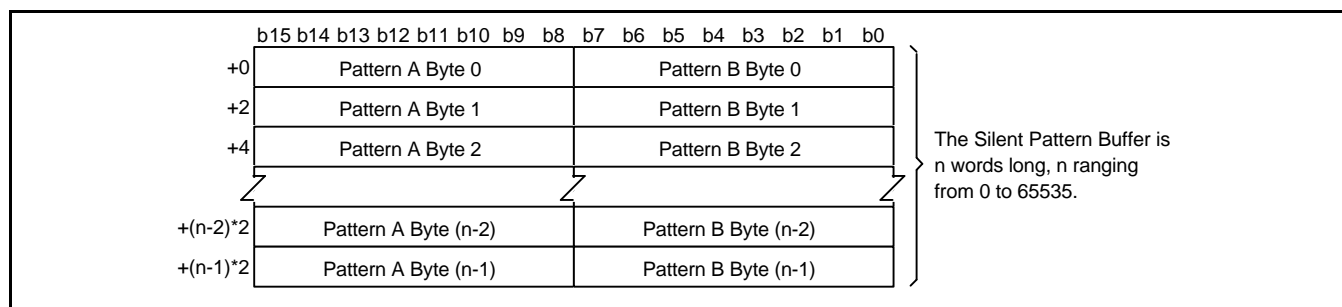 b15 b14 b13 b12 b11 b10 b9 b8 b7 b6 b5 b4 b3 b2 b1 b0
+0 Pattern A Byte 0 Pattern B Byte 0
+2 Pattern A Byte 1 Pattern B Byte 1
+4 Pattern A Byte 2 Pattern B Byte 2
+(n-2)*2 Pattern A Byte (n-2) Pattern B Byte (n-2)
+(n-1)*2 Pattern A Byte (n-1) Pattern B Byte (n-1)
The Silent Pattern Buffer is
n words long, n ranging
from 0 to 65535.